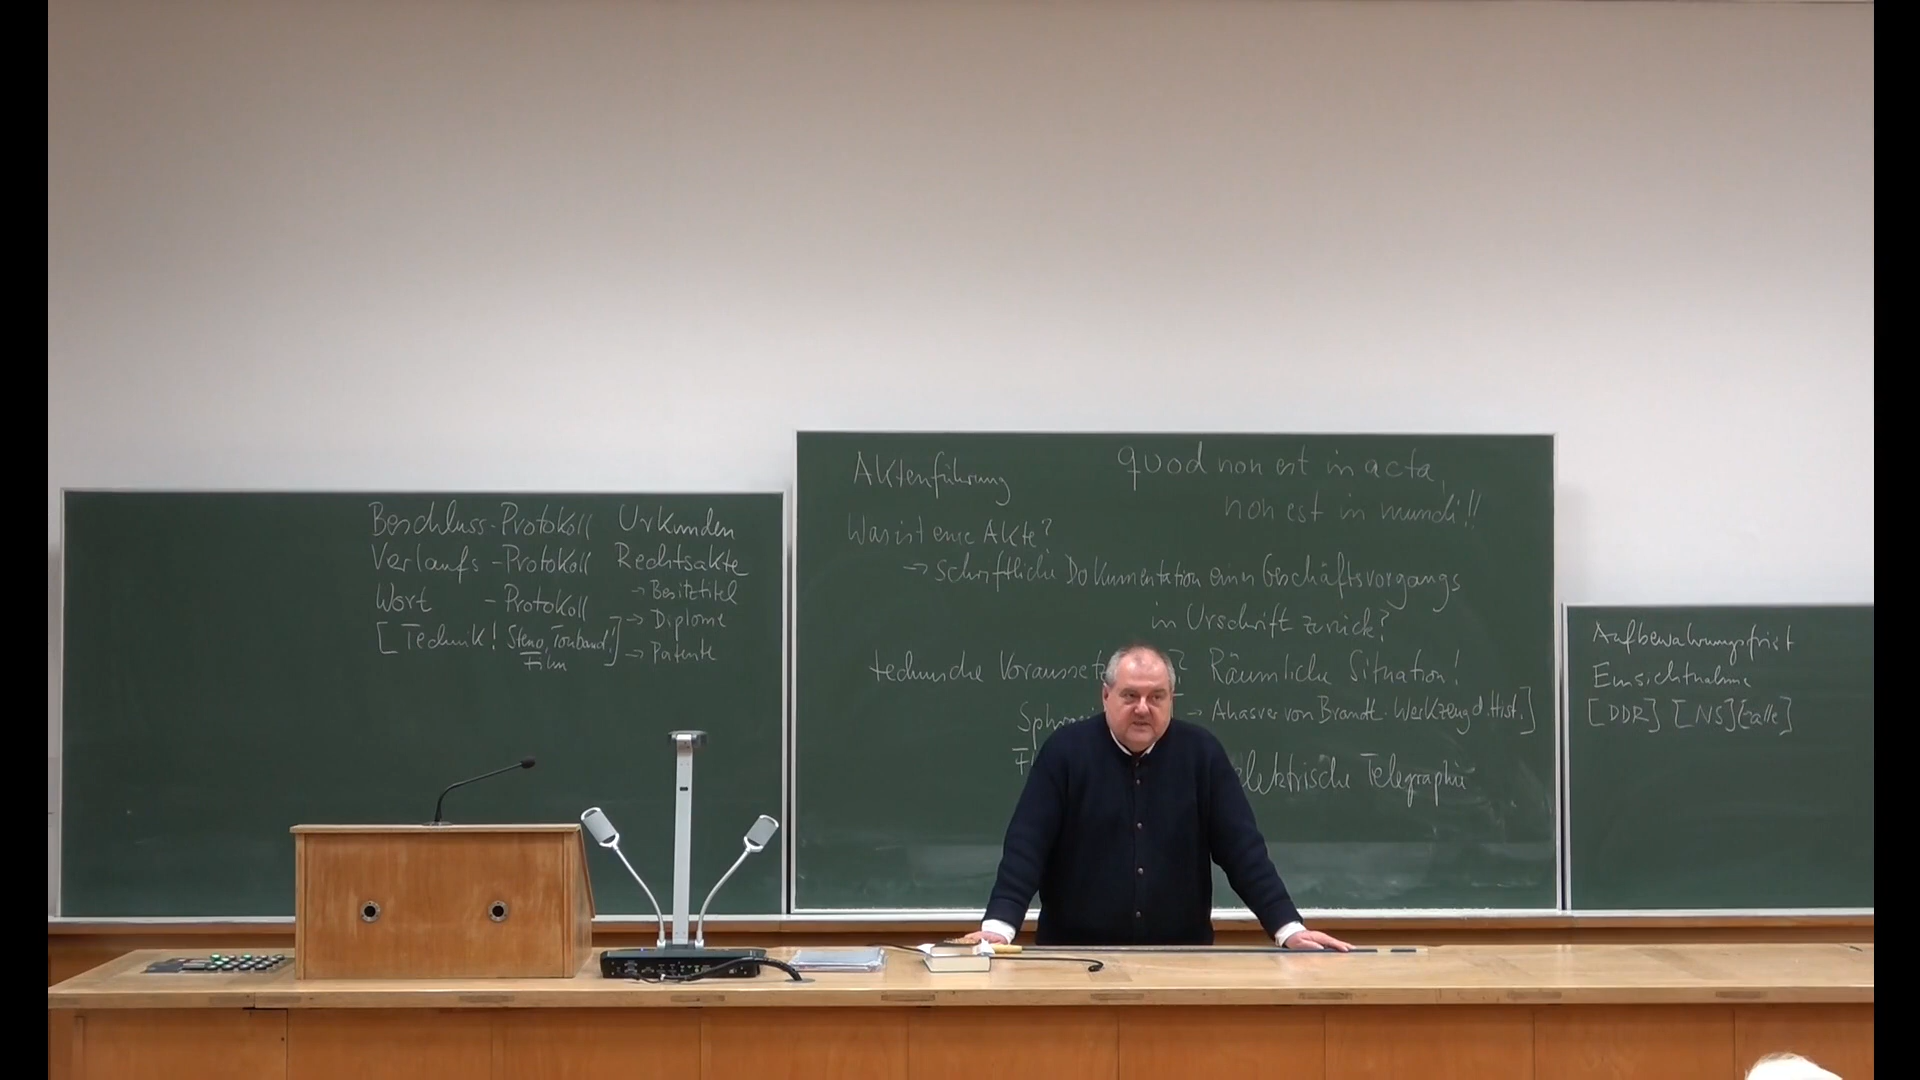 Beschluss-Protokoll
Verlaufs-Protokoll
Wort - Protokoll
[Technik! Steno, Tonband!]
Film
Urkunden
Rechtsakte
→ Besitztitel
→ Diplome
→ Patente
Aktenführung
quod non est in acta,
non est in mundi!!
Was ist eine Akte?
→ Schriftliche Dokumentation eines Geschäftsvorgangs
in Urschrift zurück?
technische ? Räumliche Situation!
→ Ahasver von Brandt. Werkzeug d. Hist.]
elektrische Telegraphie
Aufbewahrungsfrist
Einsichtnahme
[DDR] [NS]